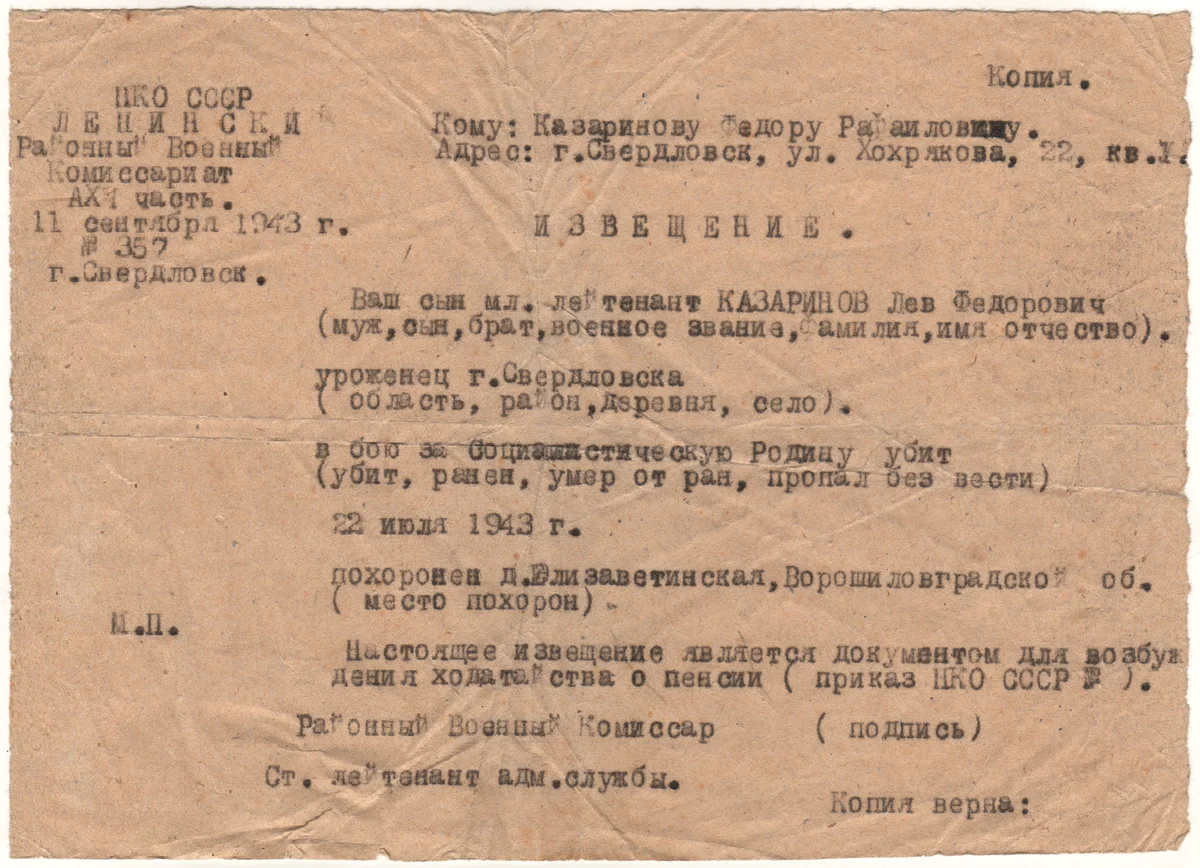 Копия.
НКО СССР
ЛЕНИНСКИЙ
Районный Военный
Комиссариат
АХЧ часть.
11 сентября 1943 г.
№ 357
г.Свердловск.
Кому: Казаринову Федору Рафаиловичу.
Адрес: г.Свердловск, ул. Хохрякова, 22, кв.1.
ИЗВЕЩЕНИЕ.
Ваш сын мл. лейтенант КАЗАРИНОВ Лев Федорович
(муж,сын,брат,военное звание,фамилия,имя отчество).
уроженец г.Свердловска
( область, район,деревня, село).
в бою за Социалистическую Родину убит
(убит, ранен, умер от ран, пропал без вести)
22 июля 1943 г.
похоронен д.Елизаветинская,Ворошиловградской об.
( место похорон).
М.П.
Настоящее извещение является документом для возбуж
дения ходатайства о пенсии ( приказ НКО СССР № ).
Районный Военный Комиссар ( подпись)
Ст. лейтенант адм.службы.
Копия верна: